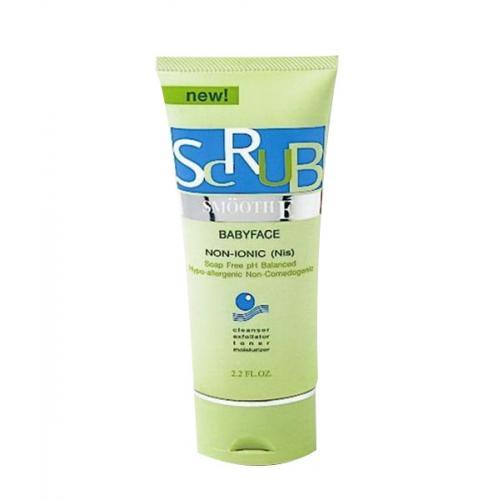 new!
ScRUB
SMÖOTH E
BABYFACE
NON-IONIC (Nis)
Soap Free pH Balanced
Hypo-allergenic Non-Comedogenic
cleanser
exfoliator
toner
moisturizer
2.2 FL.OZ.